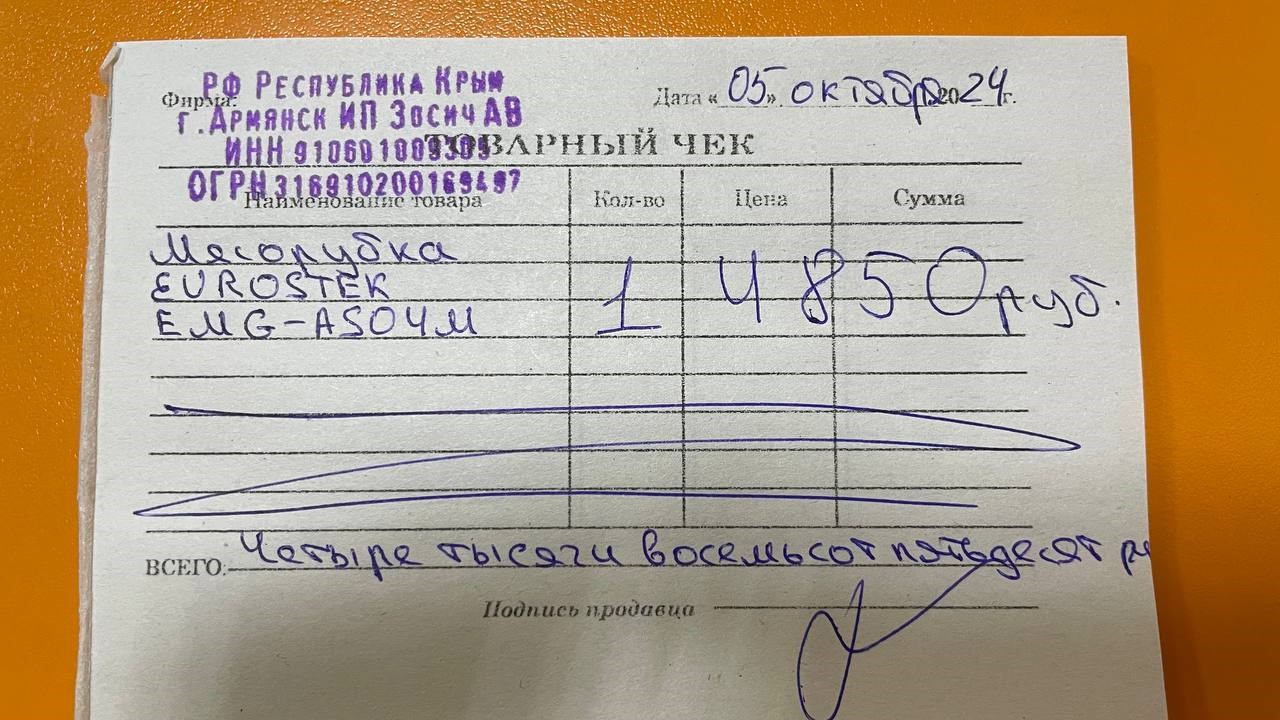 РФ Республика Крым
Фирма:
Дата « 05 » октября 2024 г.
г. Армянск ИП Зосич АВ
ТОВАРНЫЙ ЧЕК
ИНН 910601009309
ОГРН 316910200169497
Наименование товара Кол-во Цена Сумма
Мясорубка
EUROSTEK
EMG-AS04M 1 4850 руб.
ВСЕГО: Четыре тысячи восемьсот пятьдесят
Подпись продавца